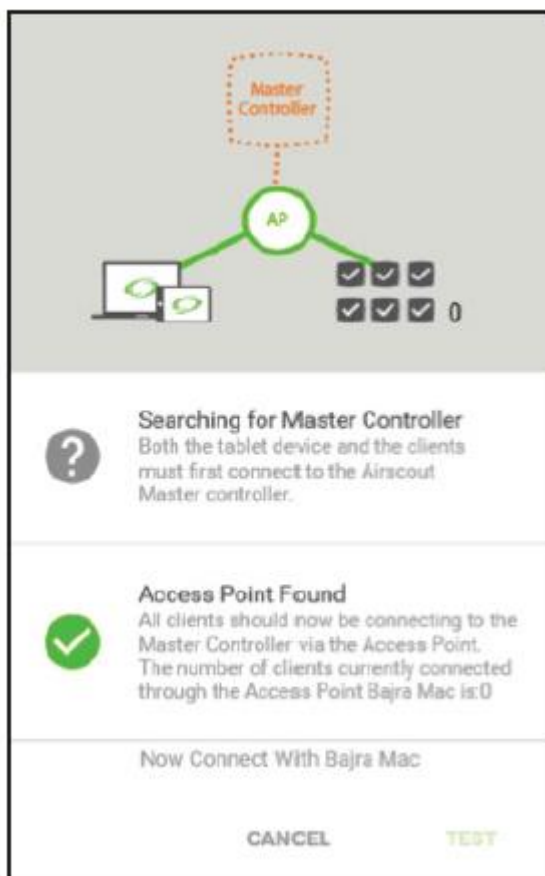 Master
Controller
AP
0
Searching for Master Controller
Both the tablet device and the clients
must first connect to the Airscout
Master controller.
?
Access Point Found
All clients should now be connecting to the
Master Controller via the Access Point.
The number of clients currently connected
through the Access Point Bajra Mac is:0
Now Connect With Bajra Mac
CANCEL TEST